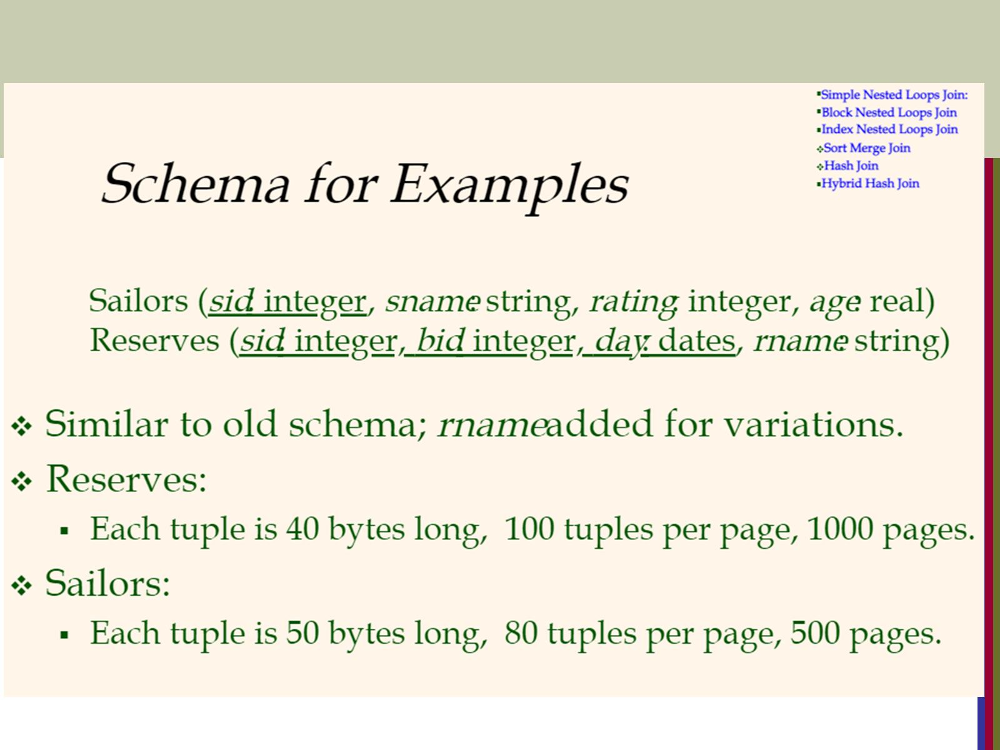 ▪Simple Nested Loops Join:
▪Block Nested Loops Join
▪Index Nested Loops Join
❖Sort Merge Join
❖Hash Join
▪Hybrid Hash Join
Schema for Examples
Sailors (sid: integer, sname: string, rating: integer, age: real)
Reserves (sid: integer, bid: integer, day: dates, rname: string)
❖ Similar to old schema; rname added for variations.
❖ Reserves:
▪ Each tuple is 40 bytes long, 100 tuples per page, 1000 pages.
❖ Sailors:
▪ Each tuple is 50 bytes long, 80 tuples per page, 500 pages.